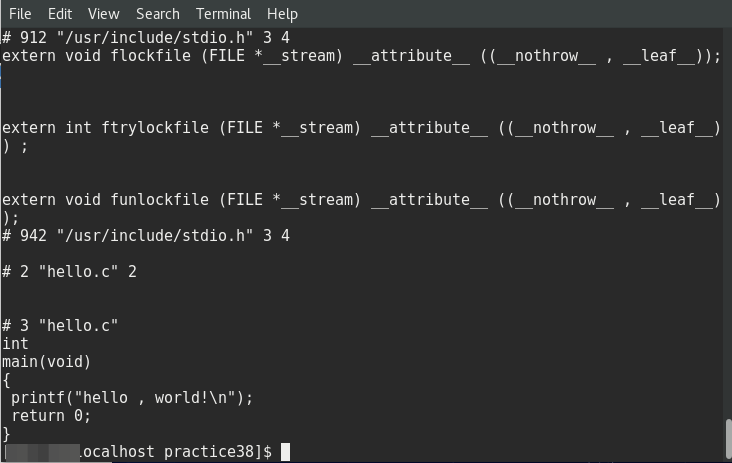 File Edit View Search Terminal Help
# 912 "/usr/include/stdio.h" 3 4
extern void flockfile (FILE *__stream) __attribute__ ((__nothrow__ , __leaf__));
extern int ftrylockfile (FILE *__stream) __attribute__ ((__nothrow__ , __leaf__)
) ;
extern void funlockfile (FILE *__stream) __attribute__ ((__nothrow__ , __leaf__)
);
# 942 "/usr/include/stdio.h" 3 4
# 2 "hello.c" 2
# 3 "hello.c"
int
main(void)
{
 printf("hello , world!\n");
 return 0;
}
localhost practice38]$